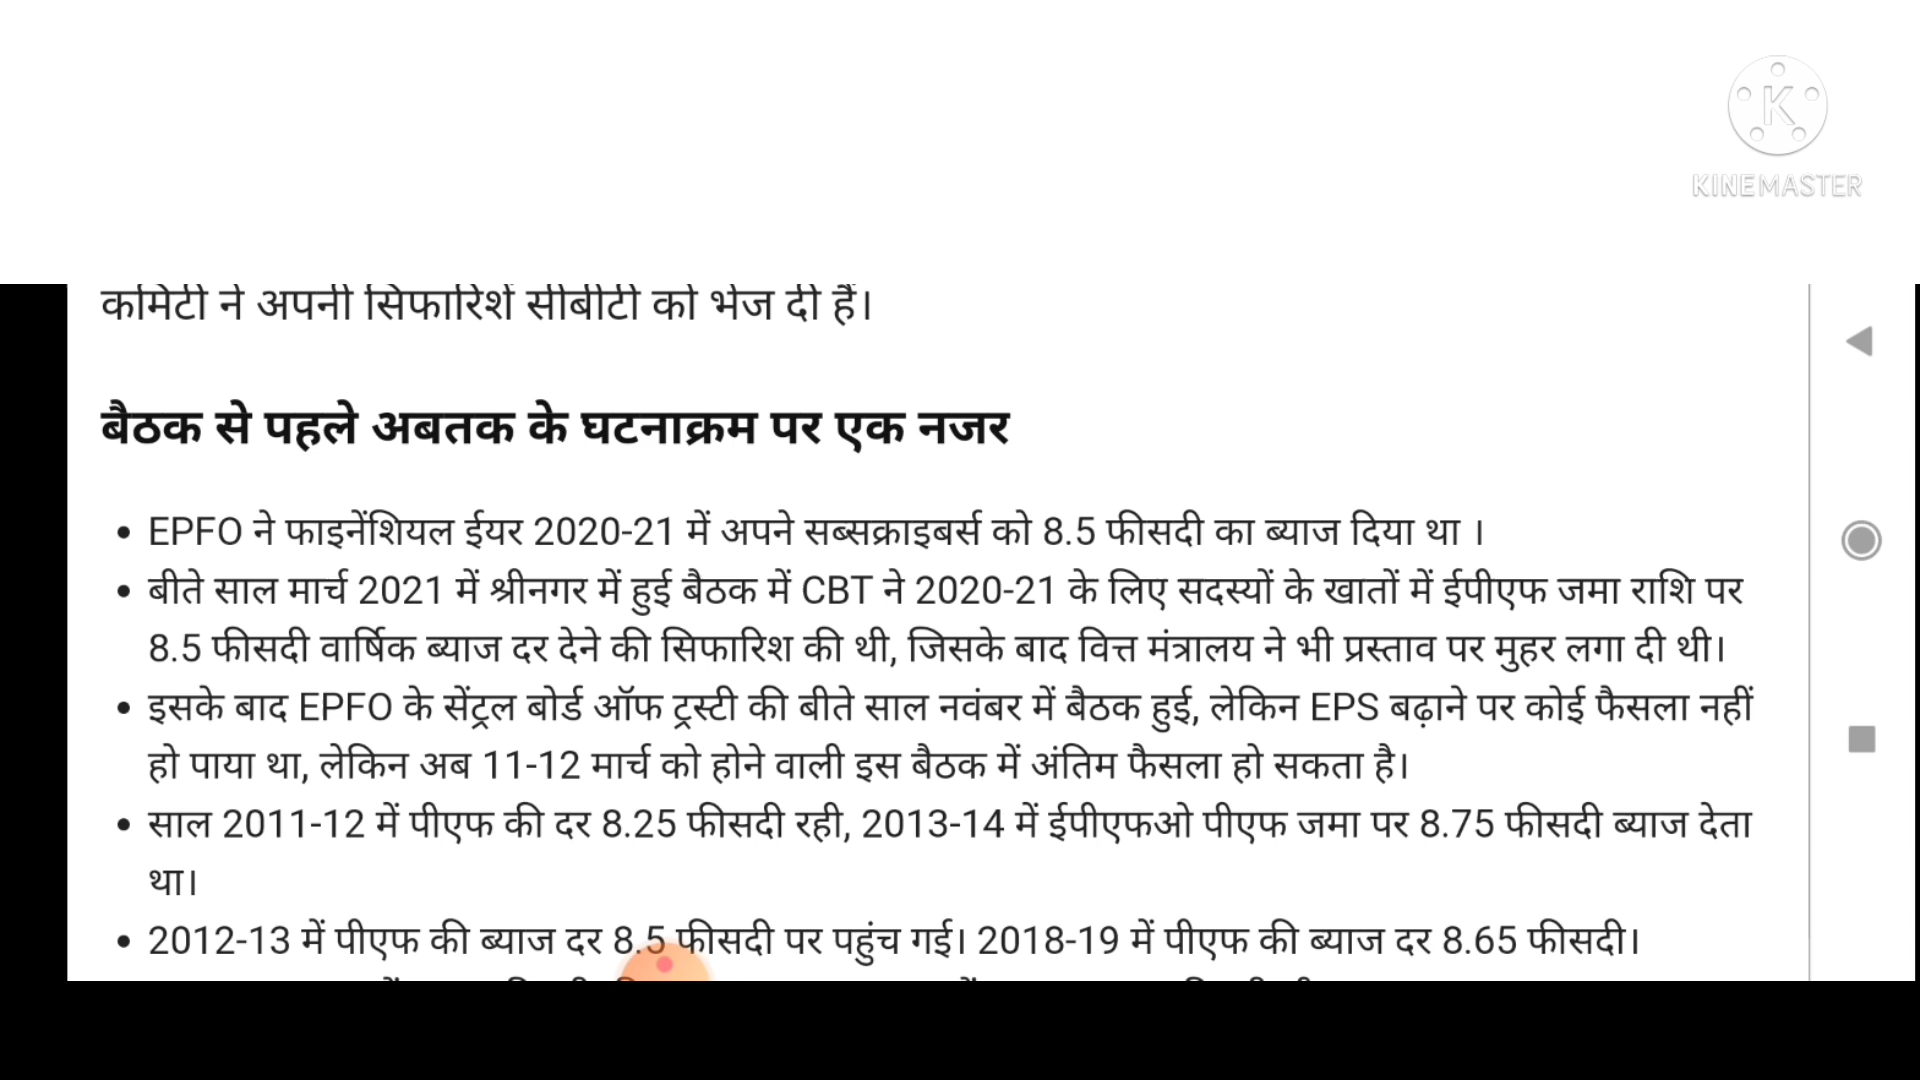 KINEMASTER
कमिटी ने अपनी सिफारिशें सीबीटी को भेज दी हैं।
बैठक से पहले अबतक के घटनाक्रम पर एक नजर
• EPFO ने फाइनेंशियल ईयर 2020-21 में अपने सब्सक्राइबर्स को 8.5 फीसदी का ब्याज दिया था ।
• बीते साल मार्च 2021 में श्रीनगर में हुई बैठक में CBT ने 2020-21 के लिए सदस्यों के खातों में ईपीएफ जमा राशि पर
8.5 फीसदी वार्षिक ब्याज दर देने की सिफारिश की थी, जिसके बाद वित्त मंत्रालय ने भी प्रस्ताव पर मुहर लगा दी थी।
• इसके बाद EPFO के सेंट्रल बोर्ड ऑफ ट्रस्टी की बीते साल नवंबर में बैठक हुई, लेकिन EPS बढ़ाने पर कोई फैसला नहीं
हो पाया था, लेकिन अब 11-12 मार्च को होने वाली इस बैठक में अंतिम फैसला हो सकता है।
• साल 2011-12 में पीएफ की दर 8.25 फीसदी रही, 2013-14 में ईपीएफओ पीएफ जमा पर 8.75 फीसदी ब्याज देता
था।
• 2012-13 में पीएफ की ब्याज दर 8.5 फीसदी पर पहुंच गई। 2018-19 में पीएफ की ब्याज दर 8.65 फीसदी।